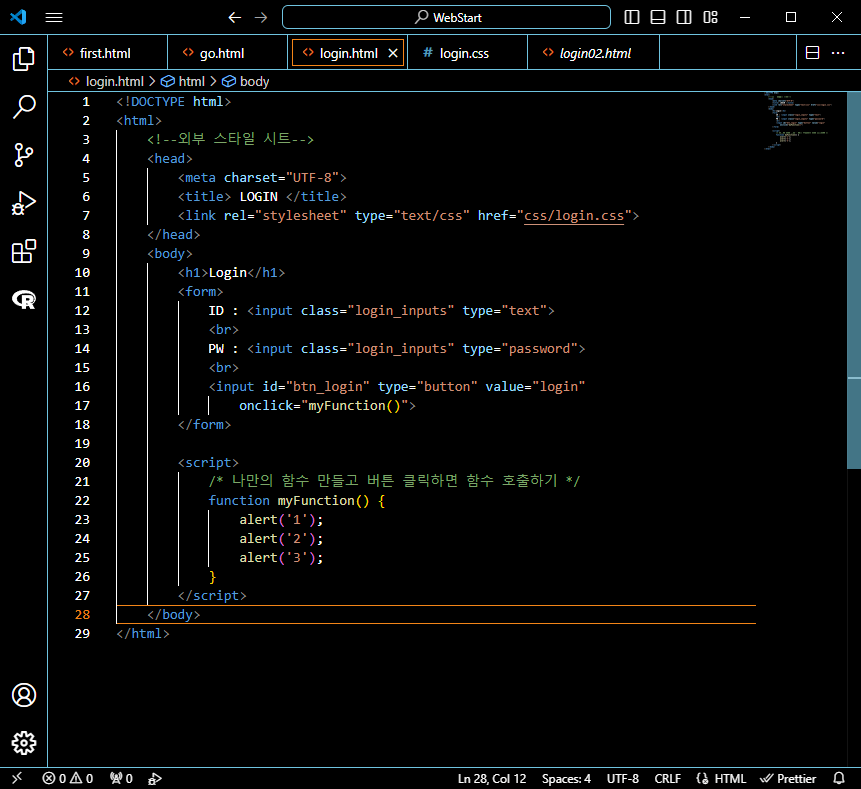 WebStart
first.html
go.html
login.html
# login.css
login02.html
login.html > html > body
1 <!DOCTYPE html>
2 <html>
3 <!--외부 스타일 시트-->
4 <head>
5 <meta charset="UTF-8">
6 <title> LOGIN </title>
7 <link rel="stylesheet" type="text/css" href="css/login.css">
8 </head>
9 <body>
10 <h1>Login</h1>
11 <form>
12 ID : <input class="login_inputs" type="text">
13 <br>
14 PW : <input class="login_inputs" type="password">
15 <br>
16 <input id="btn_login" type="button" value="login"
17 onclick="myFunction()">
18 </form>
19
20 <script>
21 /* 나만의 함수 만들고 버튼 클릭하면 함수 호출하기 */
22 function myFunction() {
23 alert('1');
24 alert('2');
25 alert('3');
26 }
27 </script>
28 </body>
29 </html>
0 0 0 Ln 28, Col 12 Spaces: 4 UTF-8 CRLF HTML Prettier